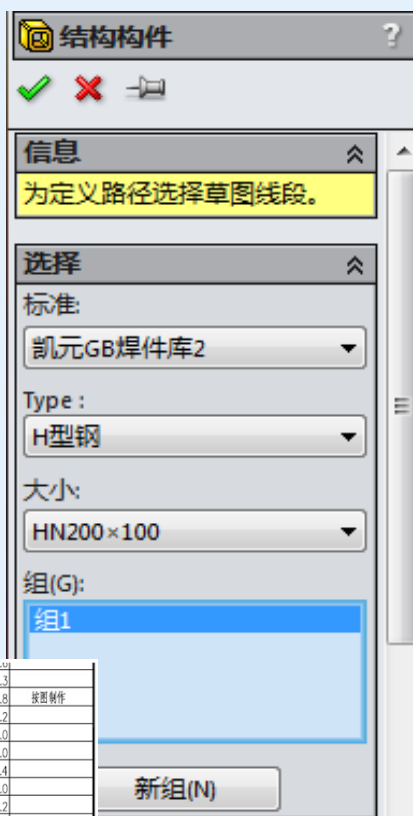 结构构件
?
信息
为定义路径选择草图线段。
选择
标准:
凯元GB焊件库2
Type :
H型钢
大小:
HN200×100
组(G):
组1
按图制作
新组(N)